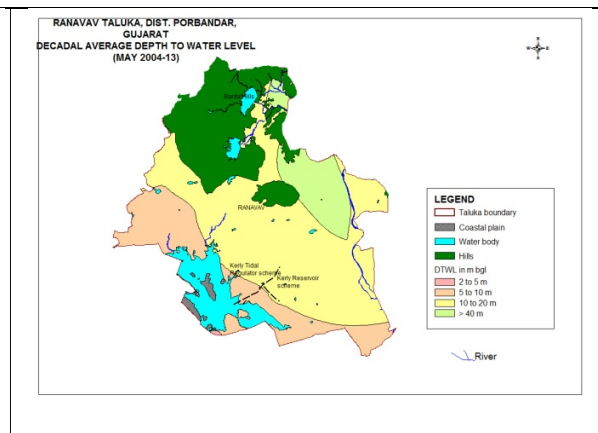 RANAVAV TALUKA, DIST. PORBANDAR,
GUJARAT
DECADAL AVERAGE DEPTH TO WATER LEVEL
(MAY 2004-13)
N
W
E
S
Barda Hills
RANAVAV
Kerly Tidal
Regulator scheme
Kerly Reservoir
scheme
LEGEND
Taluka boundary
Coastal plain
Water body
Hills
DTWL in m bgl
2 to 5 m
5 to 10 m
10 to 20 m
> 40 m
River